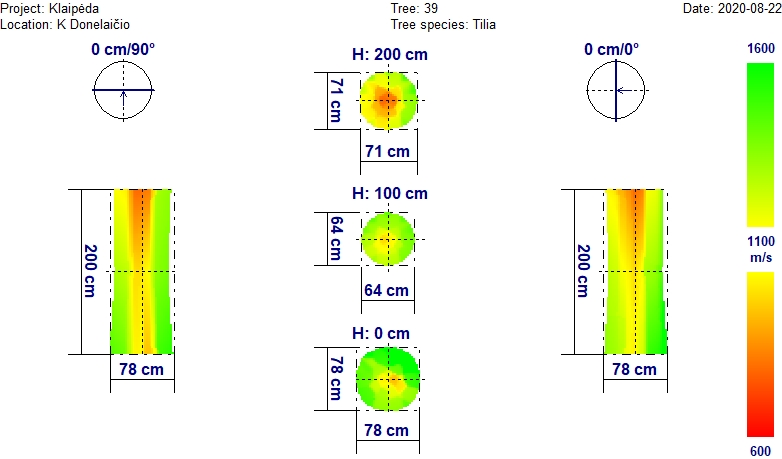 Project: Klaipėda Tree: 39 Date: 2020-08-22
Location: K Donelaičio Tree species: Tilia
0 cm/90° H: 200 cm 0 cm/0° 1600
71 cm
71 cm
H: 100 cm
64 cm
64 cm
200 cm
200 cm
1100
m/s
H: 0 cm
78 cm
78 cm
78 cm
78 cm
600